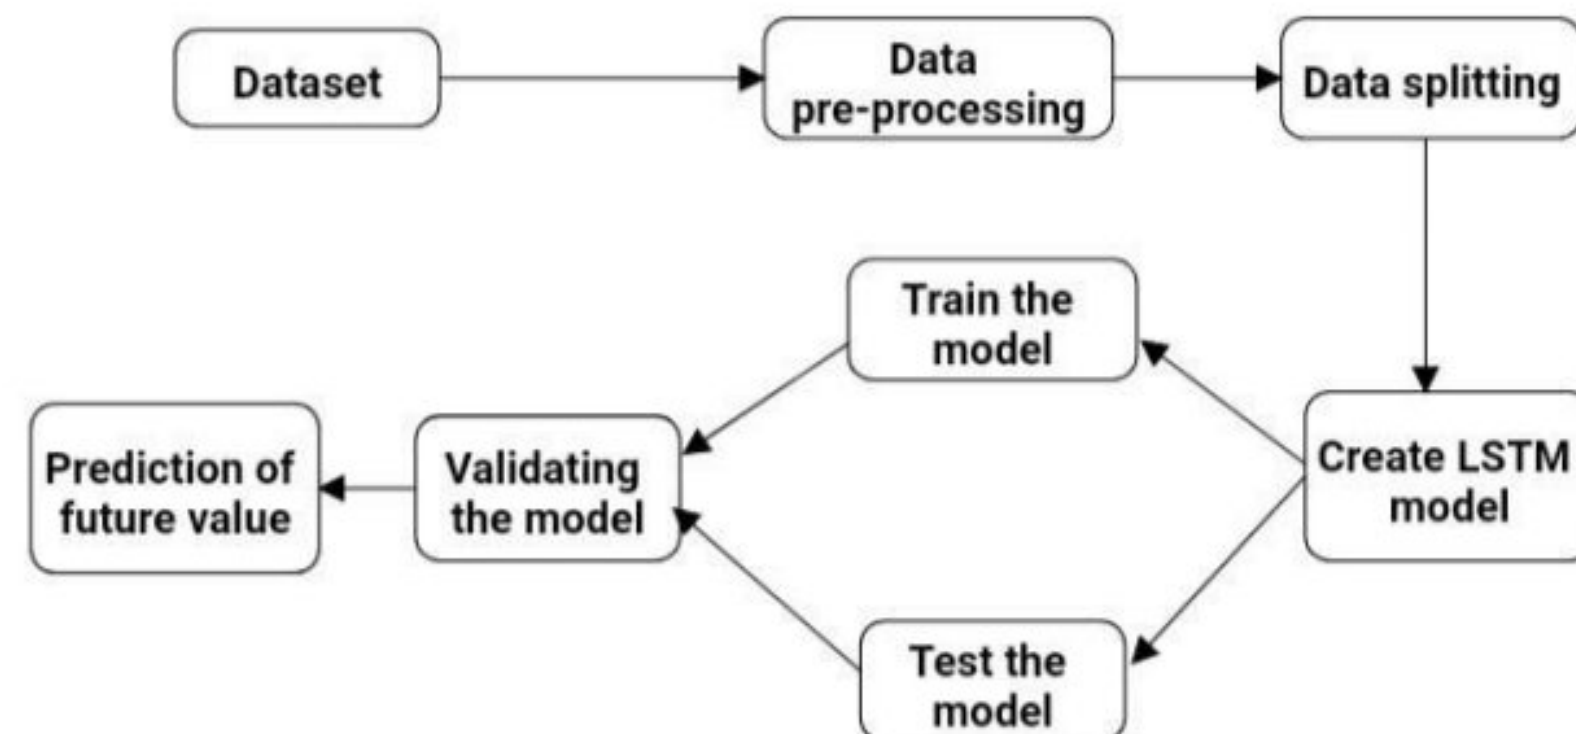 Dataset
Data
pre-processing
Data splitting
Train the
model
Create LSTM
model
Validating
the model
Prediction of
future value
Test the
model